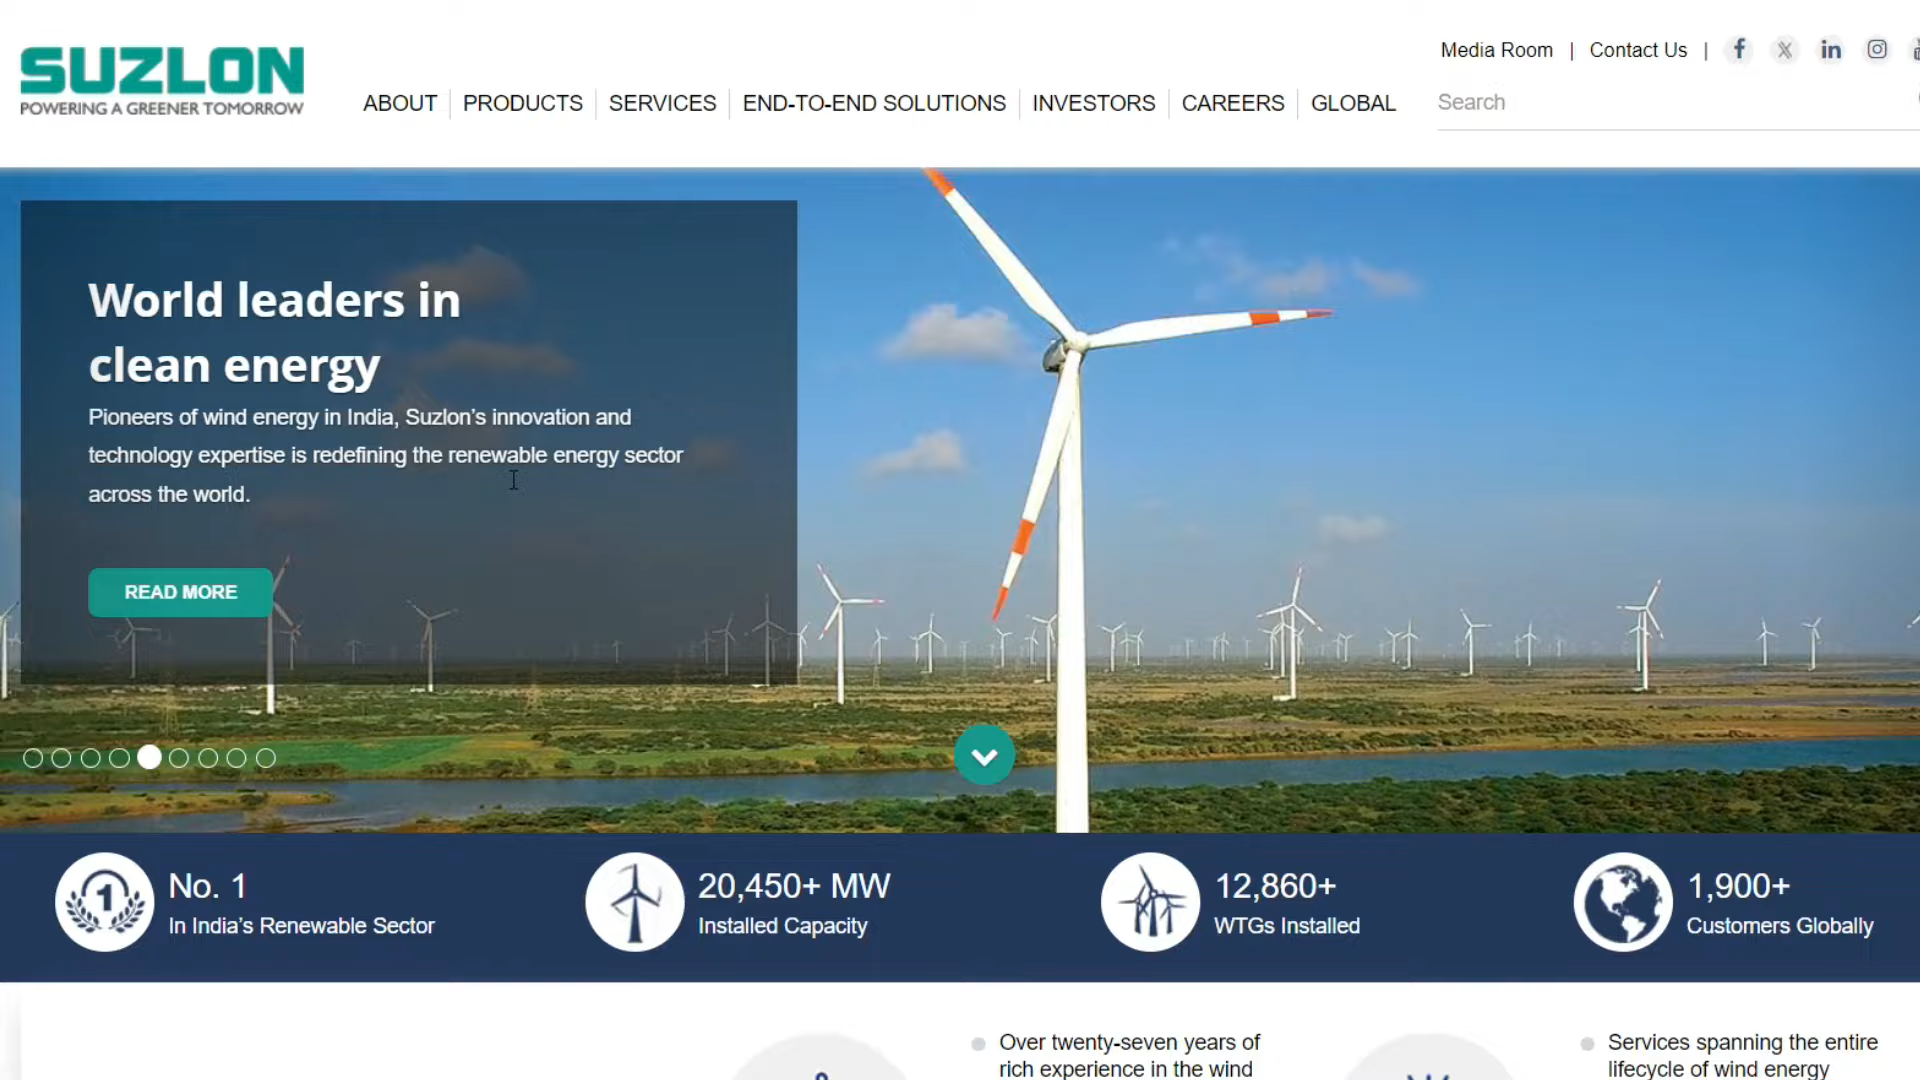 SUZLON
POWERING A GREENER TOMORROW
Media Room | Contact Us |
ABOUT
PRODUCTS
SERVICES
END-TO-END SOLUTIONS
INVESTORS
CAREERS
GLOBAL
Search
World leaders in
clean energy
Pioneers of wind energy in India, Suzlon's innovation and
technology expertise is redefining the renewable energy sector
across the world.
READ MORE
1
No. 1
In India's Renewable Sector
20,450+ MW
Installed Capacity
12,860+
WTGs Installed
1,900+
Customers Globally
Over twenty-seven years of
rich experience in the wind
Services spanning the entire
lifecycle of wind energy